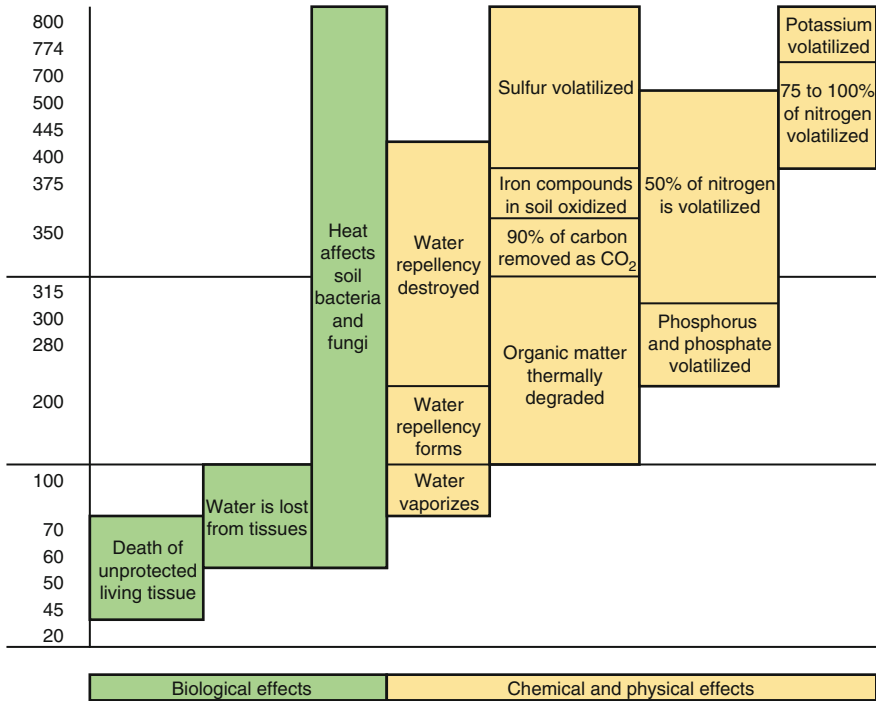 800
774
700
500
445
400
375
350
315
300
280
200
100
70
60
50
45
20
Death of
unprotected
living tissue
Water is lost
from tissues
Heat
affects
soil
bacteria
and
fungi
Water
repellency
destroyed
Water
repellency
forms
Water
vaporizes
Sulfur volatilized
Iron compounds
in soil oxidized
90% of carbon
removed as CO₂
Organic matter
thermally
degraded
50% of nitrogen
is volatilized
Phosphorus
and phosphate
volatilized
Potassium
volatilized
75 to 100%
of nitrogen
volatilized
Biological effects
Chemical and physical effects